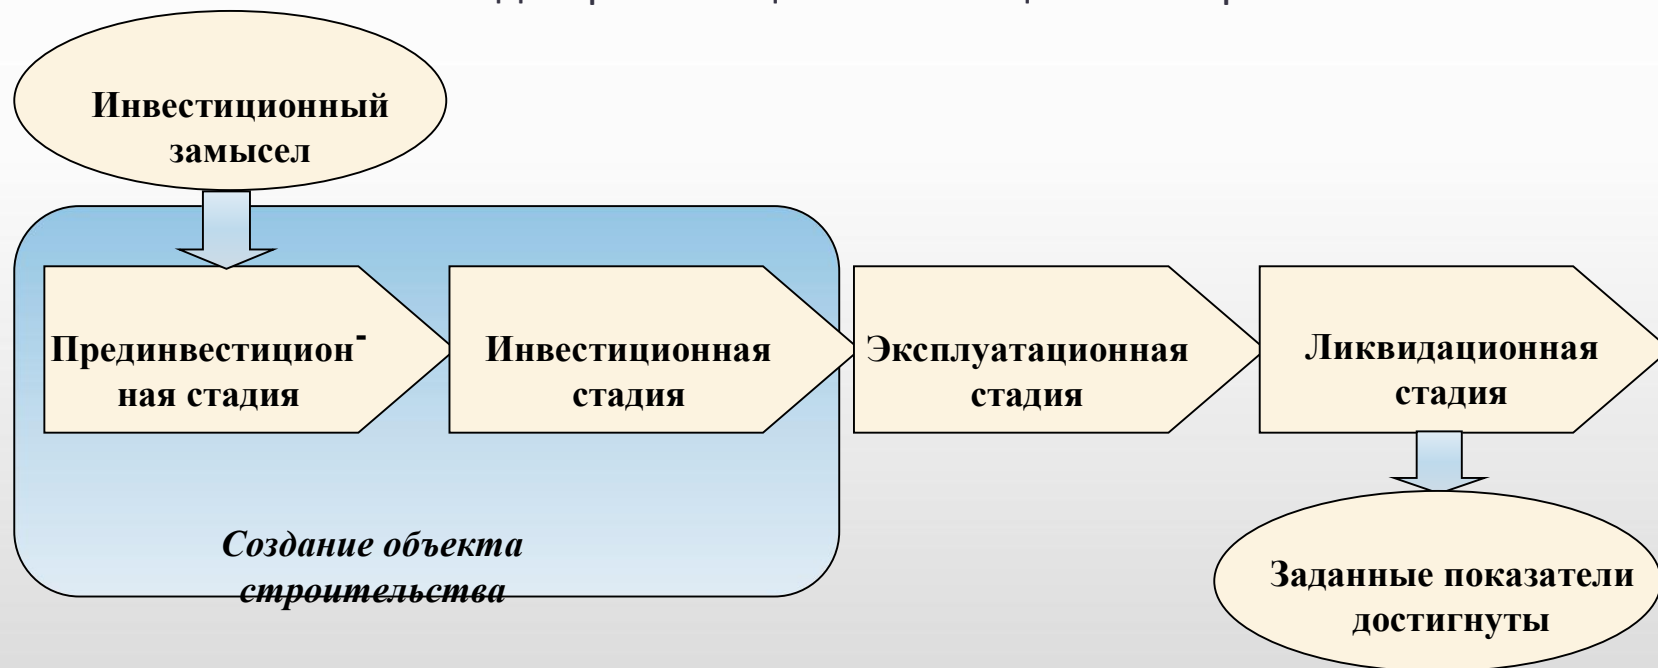 Инвестиционный
замысел
Прединвестицион-
ная стадия
Инвестиционная
стадия
Эксплуатационная
стадия
Ликвидационная
стадия
Создание объекта
строительства
Заданные показатели
достигнуты